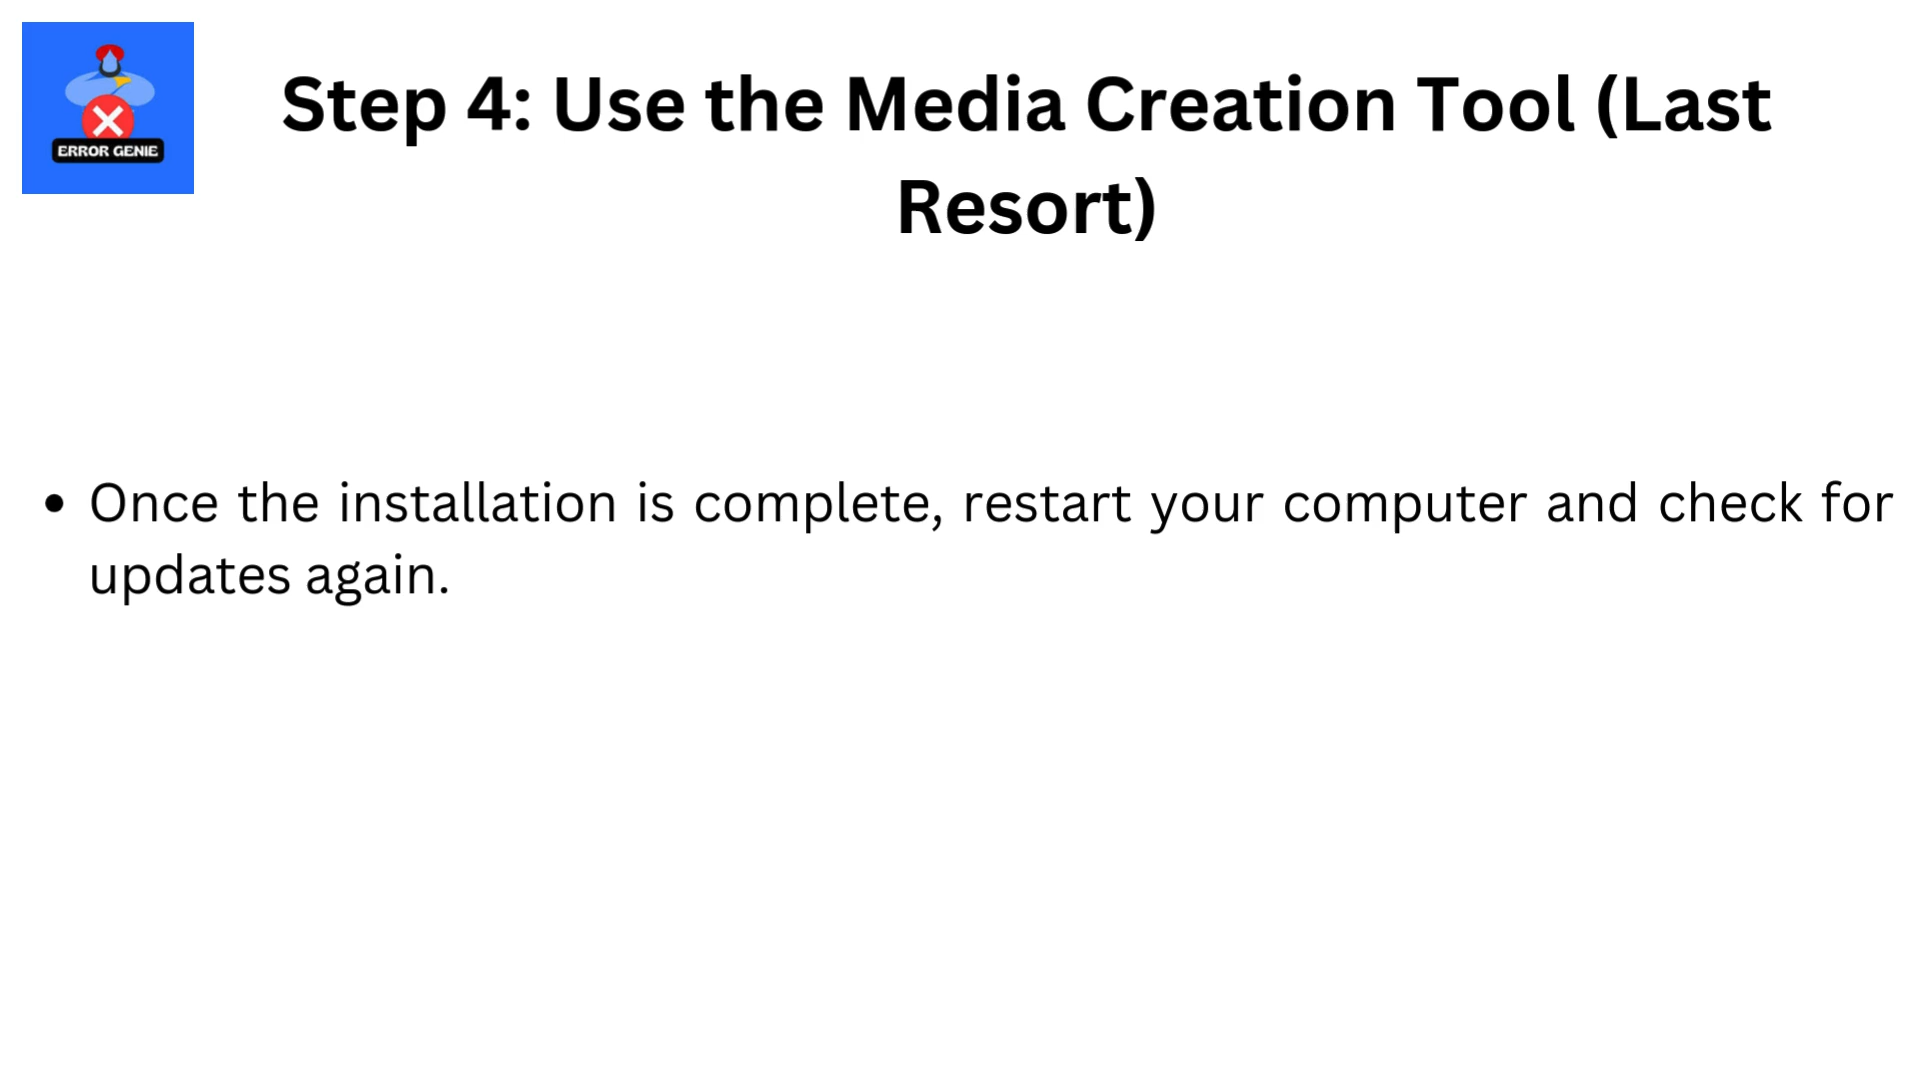 ERROR GENIE
Step 4: Use the Media Creation Tool (Last
Resort)
• Once the installation is complete, restart your computer and check for
updates again.